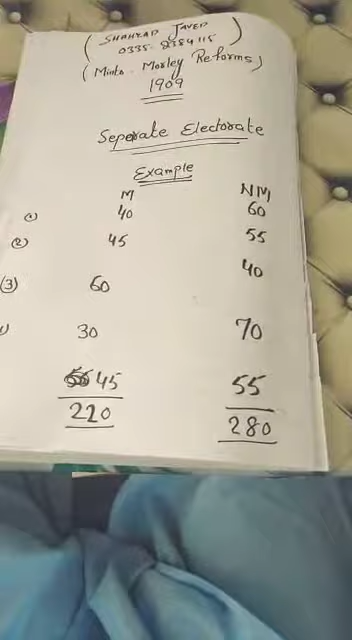 ( SHAHZAD JAVED )
0335-8384115
( Minto - Morley Reforms )
1909
Seperate Electorate
Example
M NM
(1) 40 60
(2) 45 55
(3) 60 40
30 70
45 55
220 280